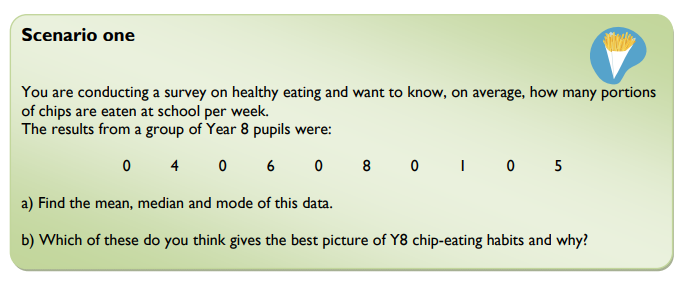 Scenario one
You are conducting a survey on healthy eating and want to know, on average, how many portions
of chips are eaten at school per week.
The results from a group of Year 8 pupils were:
0 4 0 6 0 8 0 1 0 5
a) Find the mean, median and mode of this data.
b) Which of these do you think gives the best picture of Y8 chip-eating habits and why?